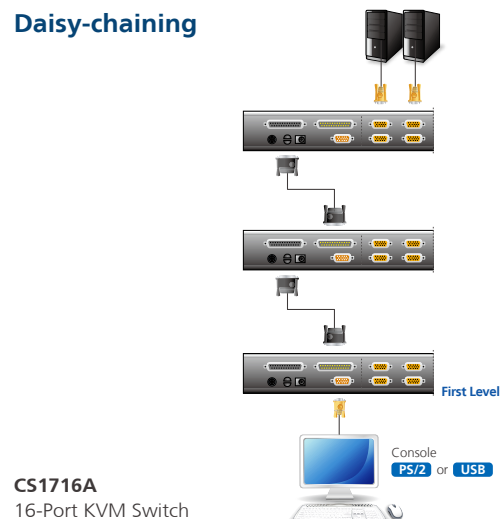 Daisy-chaining
First Level
Console
PS/2 or USB
CS1716A
16-Port KVM Switch